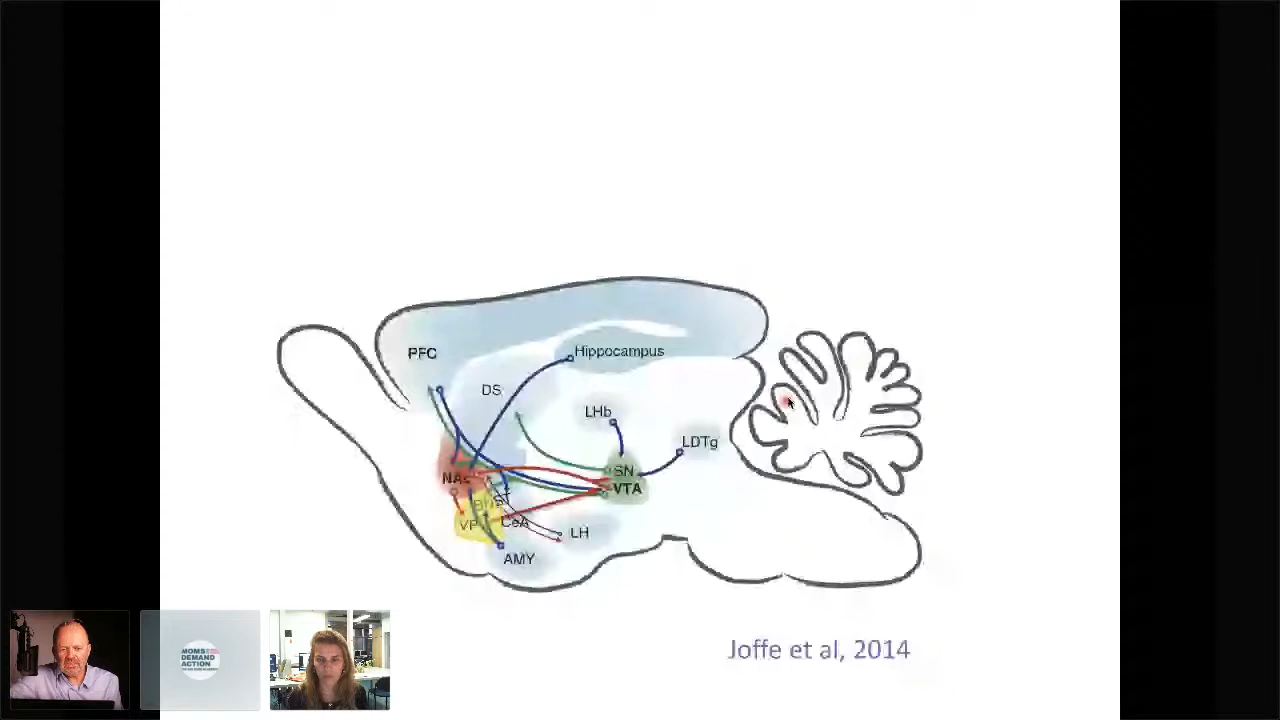 PFC
Hippocampus
DS
LHb
LDTg
SN
NAc
VTA
BNST
VP
CeA
LH
AMY
MOMS
DEMAND
ACTION
Joffe et al, 2014